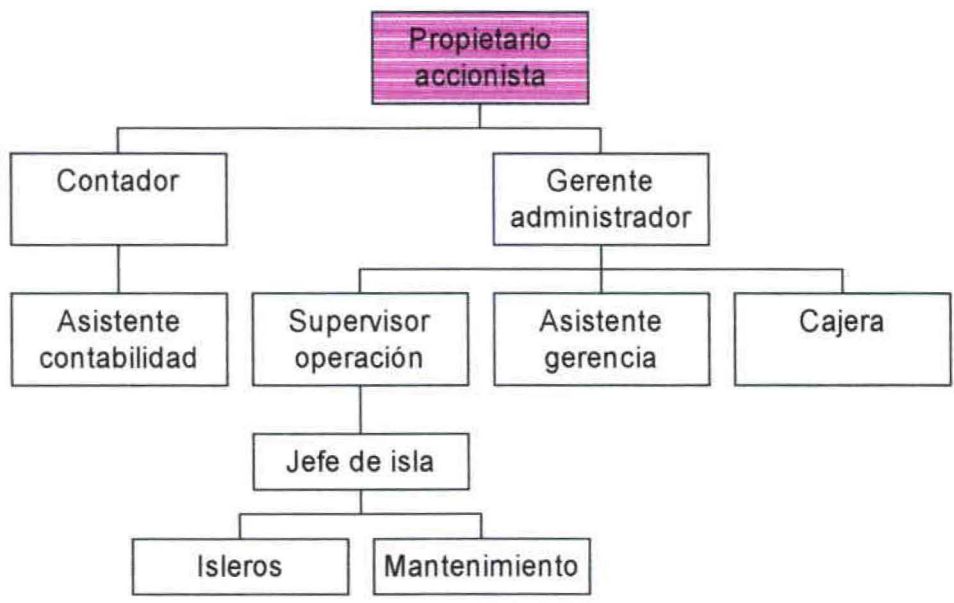 Propietario
accionista
Contador
Gerente
administrador
Asistente
contabilidad
Supervisor
operación
Asistente
gerencia
Cajera
Jefe de isla
Isleros
Mantenimiento